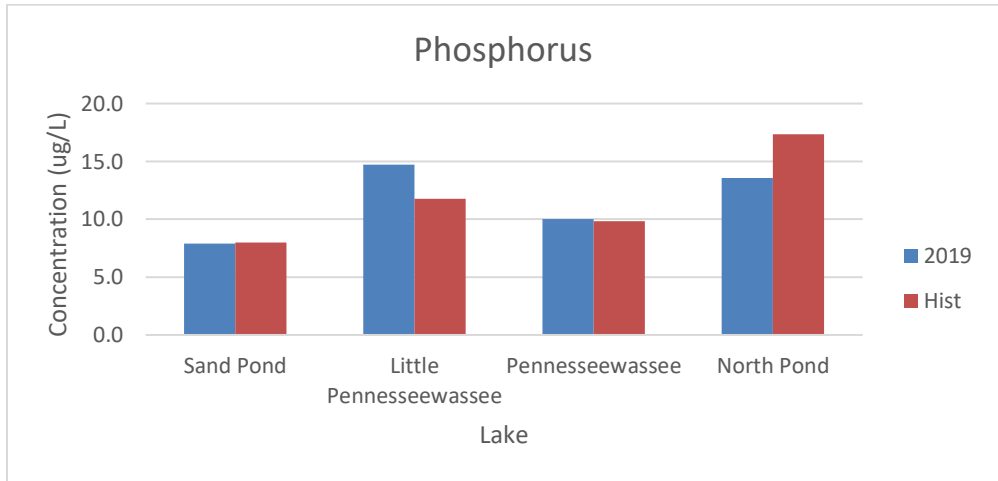 Phosphorus
Concentration (ug/L)
20.0
15.0
10.0
5.0
0.0
Sand Pond
Little
Pennesseewassee
Pennesseewassee
North Pond
Lake
2019
Hist